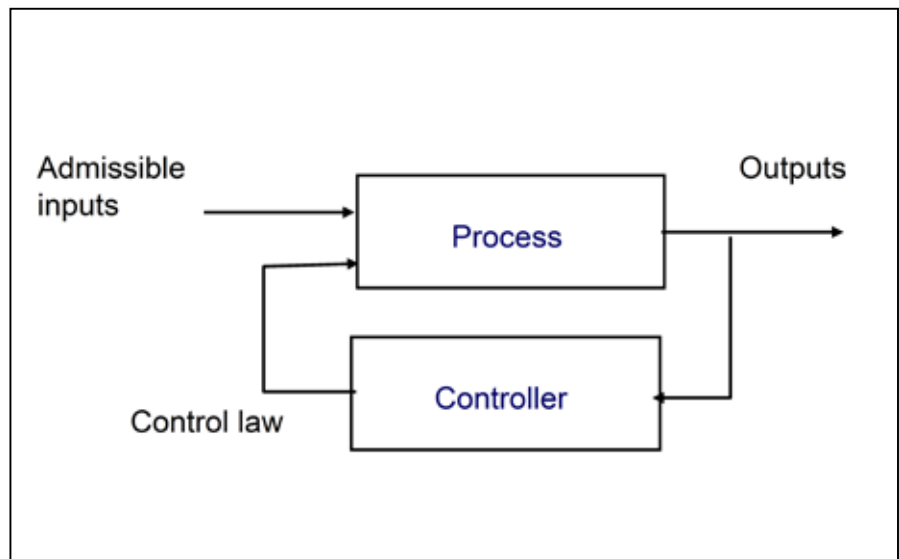 Admissible
inputs
Outputs
Process
Controller
Control law